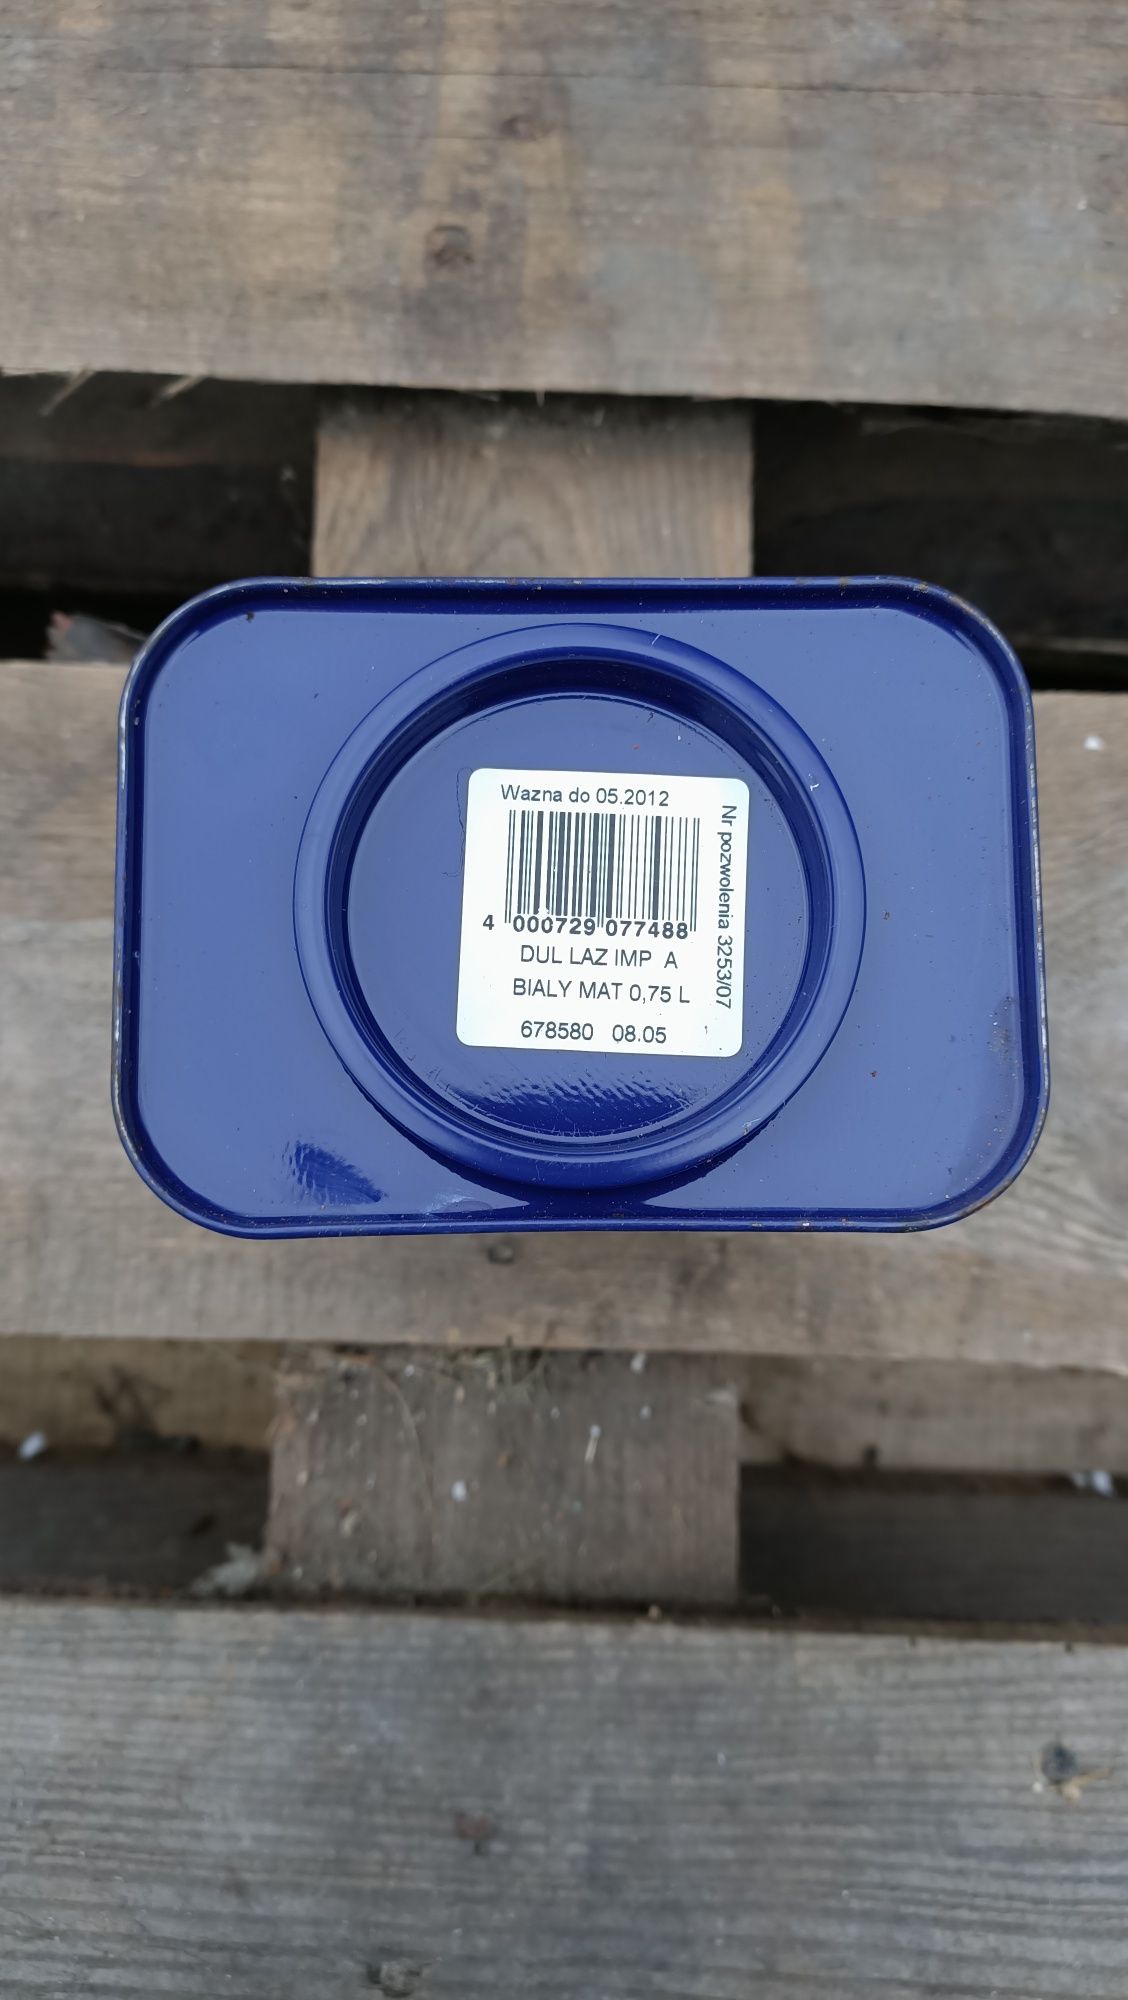 Wazna do 05.2012
4 000729 077488
DUL LAZ IMP A
BIALY MAT 0,75 L
678580 08.05
Nr pozwolenia 3253/07